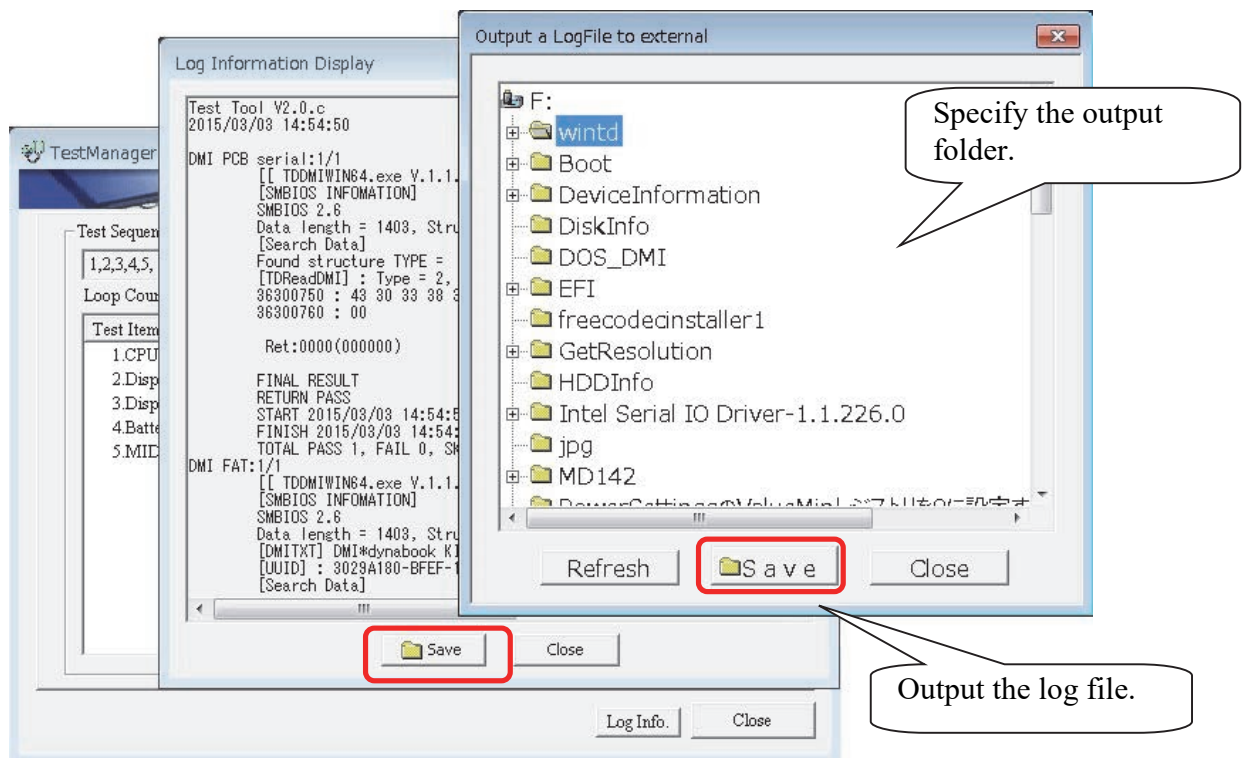 TestManager
Test Sequen
1,2,3,4,5,
Loop Coun
Test Item
1.CPU
2.Disp
3.Disp
4.Batte
5.MID
Log Info.
Close
Log Information Display
Test Tool V2.0.c
2015/03/03 14:54:50
DMI PCB serial:1/1
[[ TDDMIWIN64.exe V.1.1.
[SMBIOS INFOMATION]
SMBIOS 2.6
Data length = 1403, Stru
[Search Data]
Found structure TYPE =
[TDReadDMI] : Type = 2,
36300750 : 43 30 33 38 3
36300760 : 00
Ret:0000(000000)
FINAL RESULT
RETURN PASS
START 2015/03/03 14:54:5
FINISH 2015/03/03 14:54:
TOTAL PASS 1, FAIL 0, SK
DMI FAT:1/1
[[ TDDMIWIN64.exe V.1.1.
[SMBIOS INFOMATION]
SMBIOS 2.6
Data length = 1403, Stru
[DMITXT] DMI*dynabook KI
[UUID] : 3029A180-BFEF-1
[Search Data]
Save
Close
Output a LogFile to external
F:
wintd
Boot
DeviceInformation
DiskInfo
DOS_DMI
EFI
freecodecinstaller1
GetResolution
HDDInfo
Intel Serial IO Driver-1.1.226.0
jpg
MD142
Refresh
Save
Close
Specify the output
folder.
Output the log file.